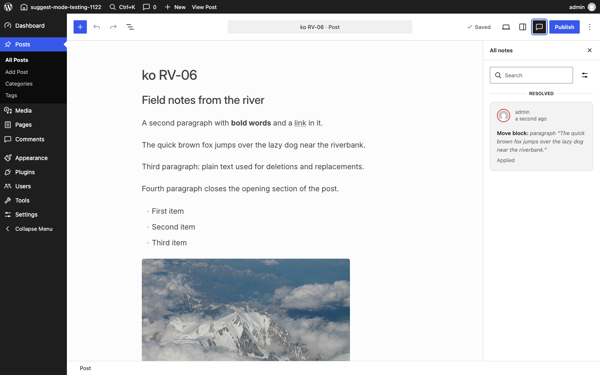 suggest-mode-testing-1122
Ctrl+K
0
New
View Post
admin
Dashboard
Posts
All Posts
Add Post
Categories
Tags
Media
Pages
Comments
Appearance
Plugins
Users
Tools
Settings
Collapse Menu
ko RV-06 · Post
Saved
Publish
ko RV-06
Field notes from the river
A second paragraph with bold words and a link in it.
The quick brown fox jumps over the lazy dog near the riverbank.
Third paragraph: plain text used for deletions and replacements.
Fourth paragraph closes the opening section of the post.
· First item
· Second item
· Third item
All notes
Search
RESOLVED
admin
a second ago
Move block: paragraph "The quick
brown fox jumps over the lazy dog
near the riverbank."
Applied
Post